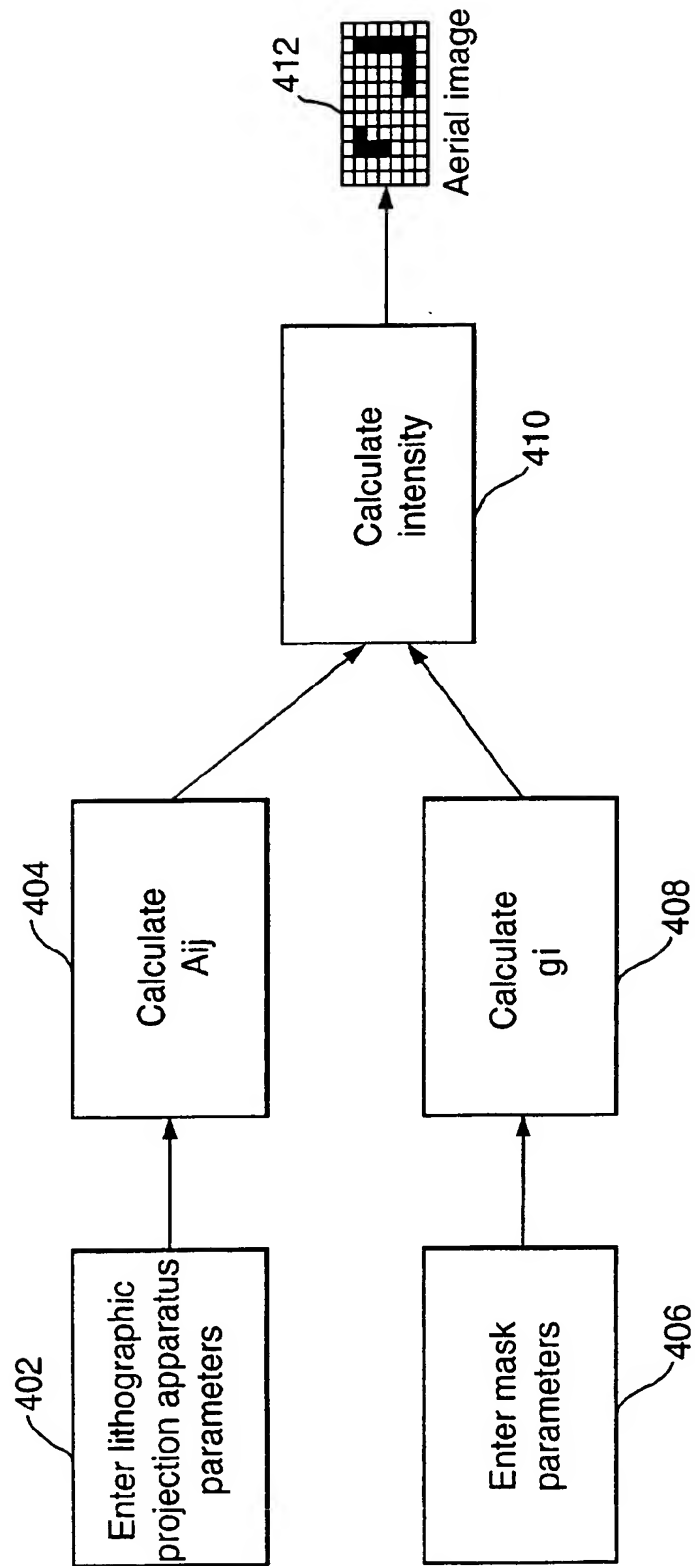 402
Enter lithographic
projection apparatus
parameters
404
Calculate
Aij
406
Enter mask
parameters
408
Calculate
gi
410
Calculate
intensity
412
Aerial image